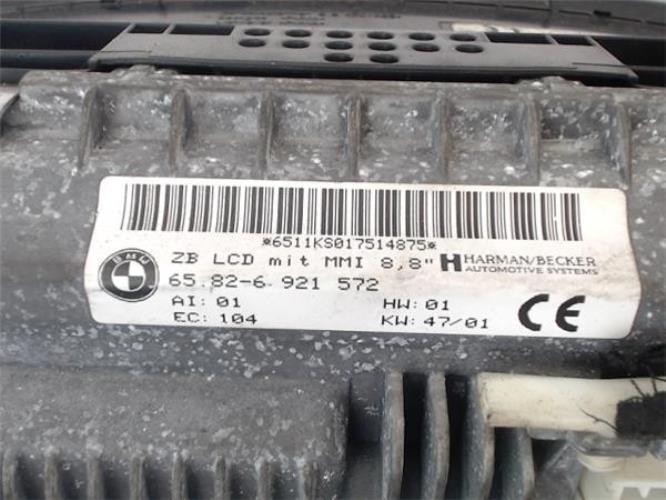 *6511KS017514875*
ZB LCD mit MMI 8,8" HARMAN/BECKER
AUTOMOTIVE SYSTEMS
65.82-6 921 572
AI: 01 HW: 01
EC: 104 KW: 47/01
CE
BMW